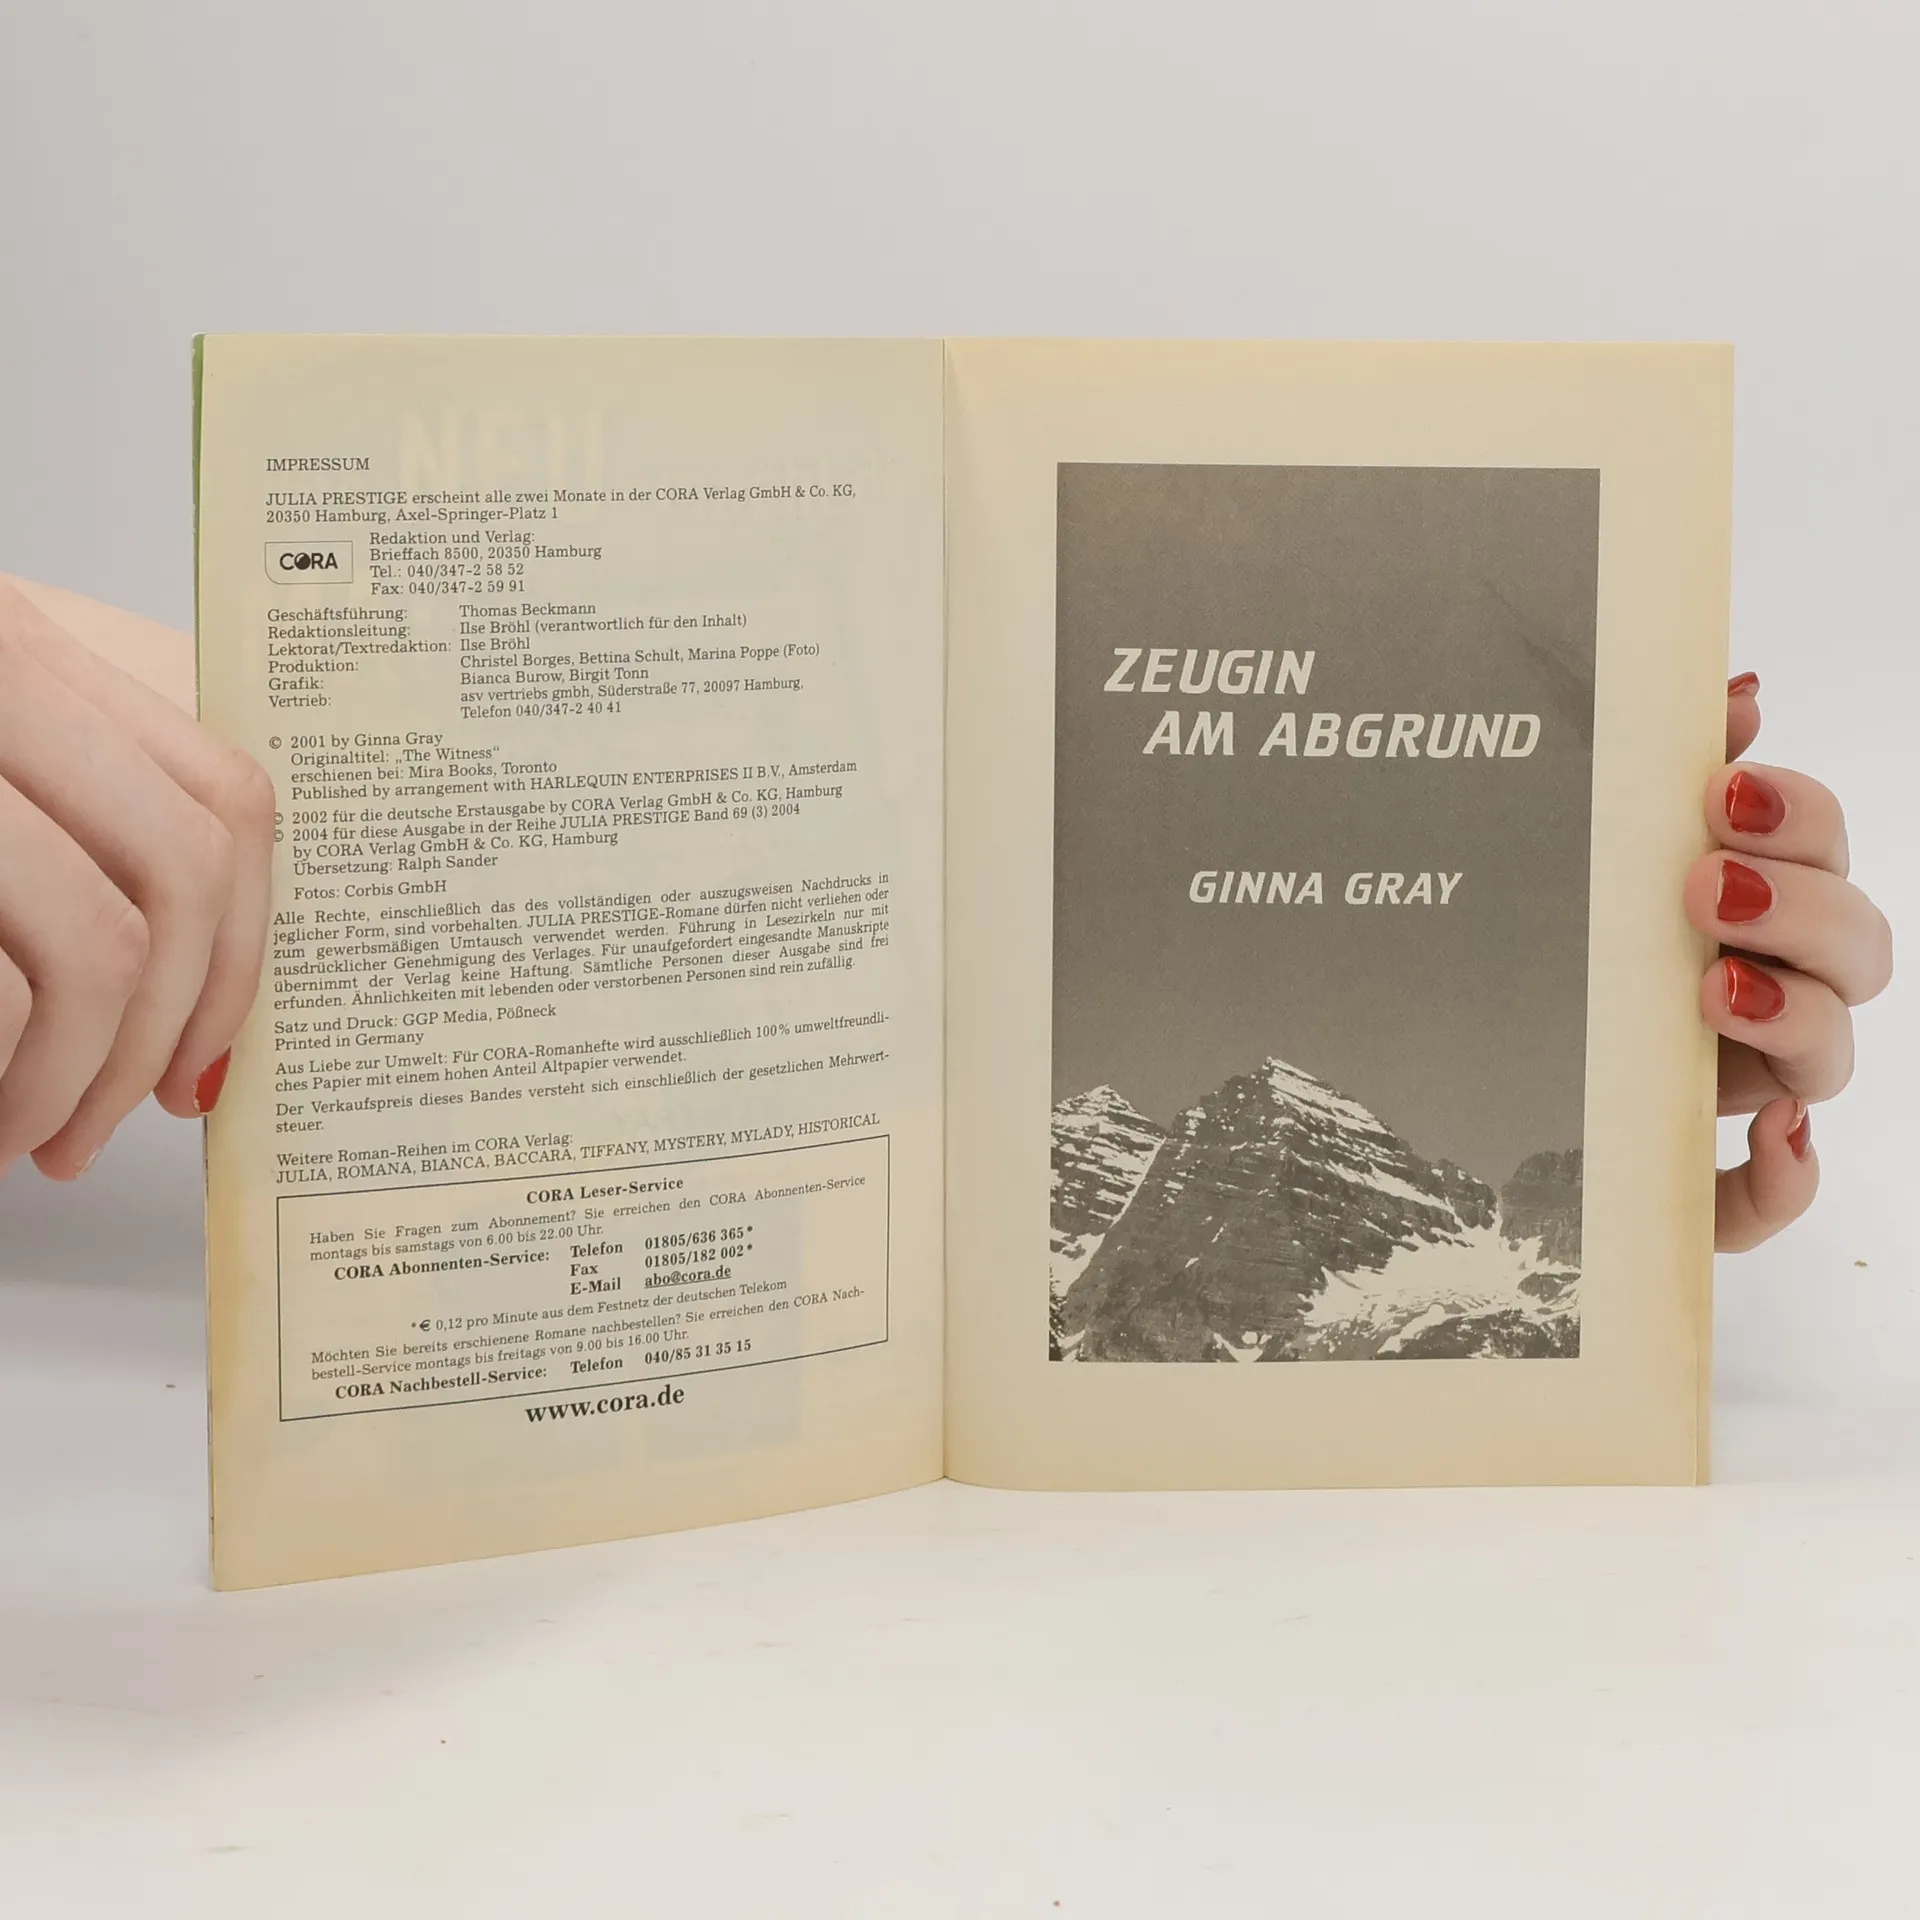 IMPRESSUM
JULIA PRESTIGE erscheint alle zwei Monate in der CORA Verlag GmbH & Co. KG,
20350 Hamburg, Axel-Springer-Platz 1
CORA
Redaktion und Verlag:
Brieffach 8500, 20350 Hamburg
Tel.: 040/347-2 58 52
Fax: 040/347-2 59 91
Geschäftsführung: Thomas Beckmann
Redaktionsleitung: Ilse Bröhl (verantwortlich für den Inhalt)
Lektorat/Textredaktion: Ilse Bröhl
Produktion: Christel Borges, Bettina Schult, Marina Poppe (Foto)
Grafik: Bianca Burow, Birgit Tonn
Vertrieb: asv vertriebs gmbh, Süderstraße 77, 20097 Hamburg,
Telefon 040/347-2 40 41
© 2001 by Ginna Gray
Originaltitel: „The Witness“
erschienen bei: Mira Books, Toronto
Published by arrangement with HARLEQUIN ENTERPRISES II B.V., Amsterdam
© 2002 für die deutsche Erstausgabe by CORA Verlag GmbH & Co. KG, Hamburg
© 2004 für diese Ausgabe in der Reihe JULIA PRESTIGE Band 69 (3) 2004
by CORA Verlag GmbH & Co. KG, Hamburg
Übersetzung: Ralph Sander
Fotos: Corbis GmbH
Alle Rechte, einschließlich das des vollständigen oder auszugsweisen Nachdrucks in
jeglicher Form, sind vorbehalten. JULIA PRESTIGE-Romane dürfen nicht verliehen oder
zum gewerbsmäßigen Umtausch verwendet werden. Führung in Lesezirkeln nur mit
ausdrücklicher Genehmigung des Verlages. Für unaufgefordert eingesandte Manuskripte
übernimmt der Verlag keine Haftung. Sämtliche Personen dieser Ausgabe sind frei
erfunden. Ähnlichkeiten mit lebenden oder verstorbenen Personen sind rein zufällig.
Satz und Druck: GGP Media, Pößneck
Printed in Germany
Aus Liebe zur Umwelt: Für CORA-Romanhefte wird ausschließlich 100% umweltfreundli-
ches Papier mit einem hohen Anteil Altpapier verwendet.
Der Verkaufspreis dieses Bandes versteht sich einschließlich der gesetzlichen Mehrwert-
steuer.
Weitere Roman-Reihen im CORA Verlag:
JULIA, ROMANA, BIANCA, BACCARA, TIFFANY, MYSTERY, MYLADY, HISTORICAL
CORA Leser-Service
Haben Sie Fragen zum Abonnement? Sie erreichen den CORA Abonnenten-Service
montags bis samstags von 6.00 bis 22.00 Uhr.
CORA Abonnenten-Service: Telefon 01805/636 365*
Fax 01805/182 002*
E-Mail abo@cora.de
*€ 0,12 pro Minute aus dem Festnetz der deutschen Telekom
Möchten Sie bereits erschienene Romane nachbestellen? Sie erreichen den CORA Nach-
bestell-Service montags bis freitags von 9.00 bis 16.00 Uhr.
CORA Nachbestell-Service: Telefon 040/85 31 35 15
www.cora.de
ZEUGIN
AM ABGRUND
GINNA GRAY